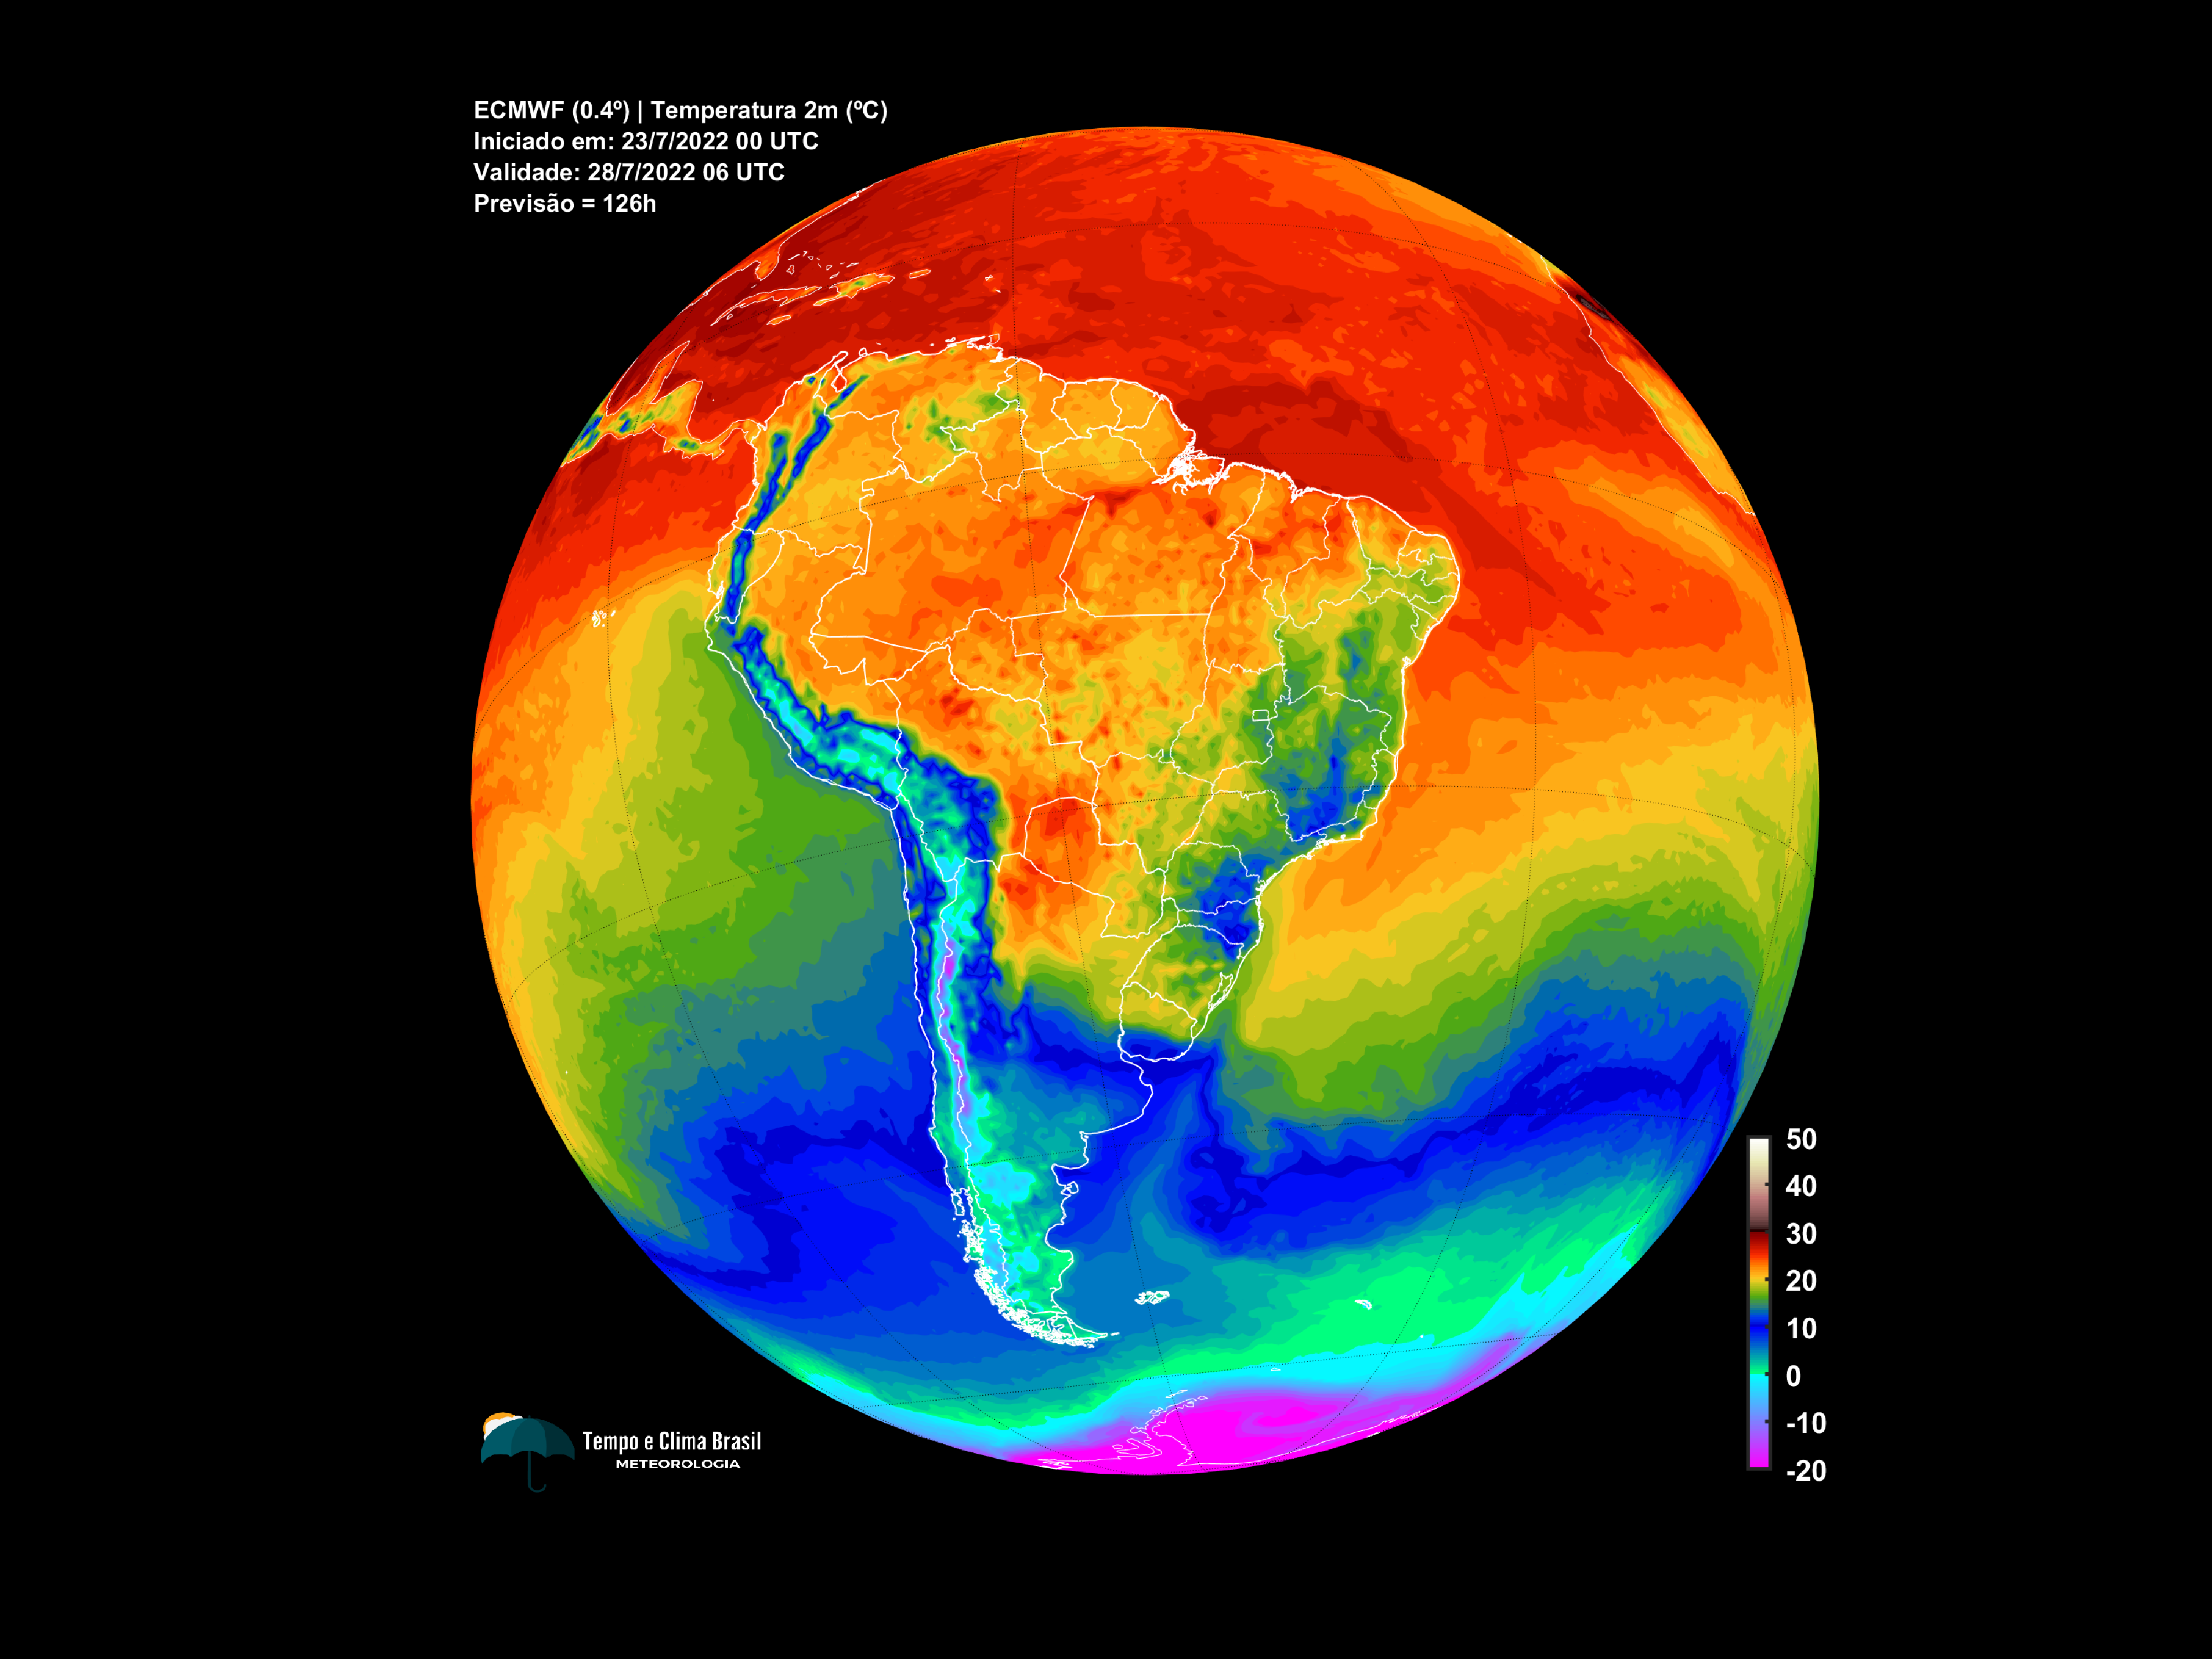 ECMWF (0.4º) | Temperatura 2m (ºC)
Iniciado em: 23/7/2022 00 UTC
Validade: 28/7/2022 06 UTC
Previsão = 126h
50
40
30
20
10
0
-10
-20
Tempo e Clima Brasil
METEOROLOGIA